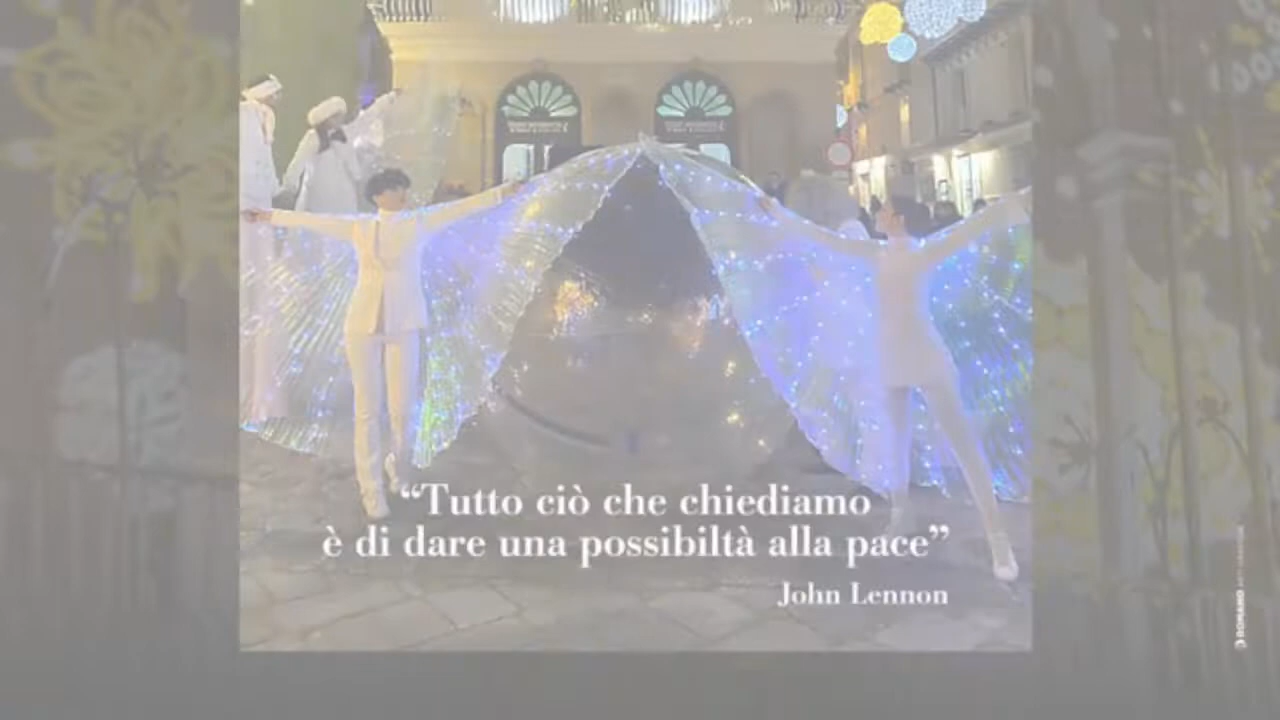 “Tutto ciò che chiediamo
è di dare una possibiltà alla pace”
John Lennon